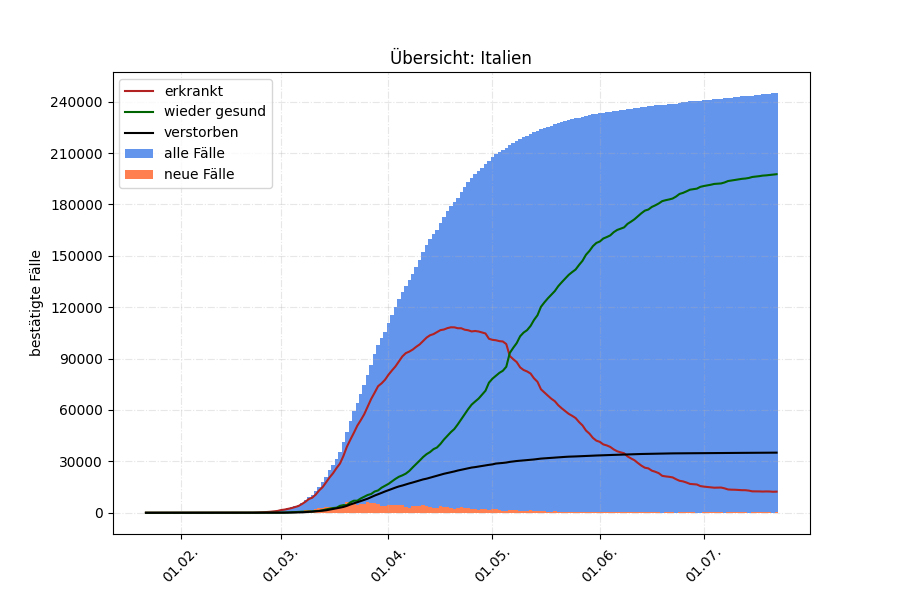 Übersicht: Italien
erkrankt
wieder gesund
verstorben
alle Fälle
neue Fälle
bestätigte Fälle
240000
210000
180000
150000
120000
90000
60000
30000
0
01.02.
01.03.
01.04.
01.05.
01.06.
01.07.